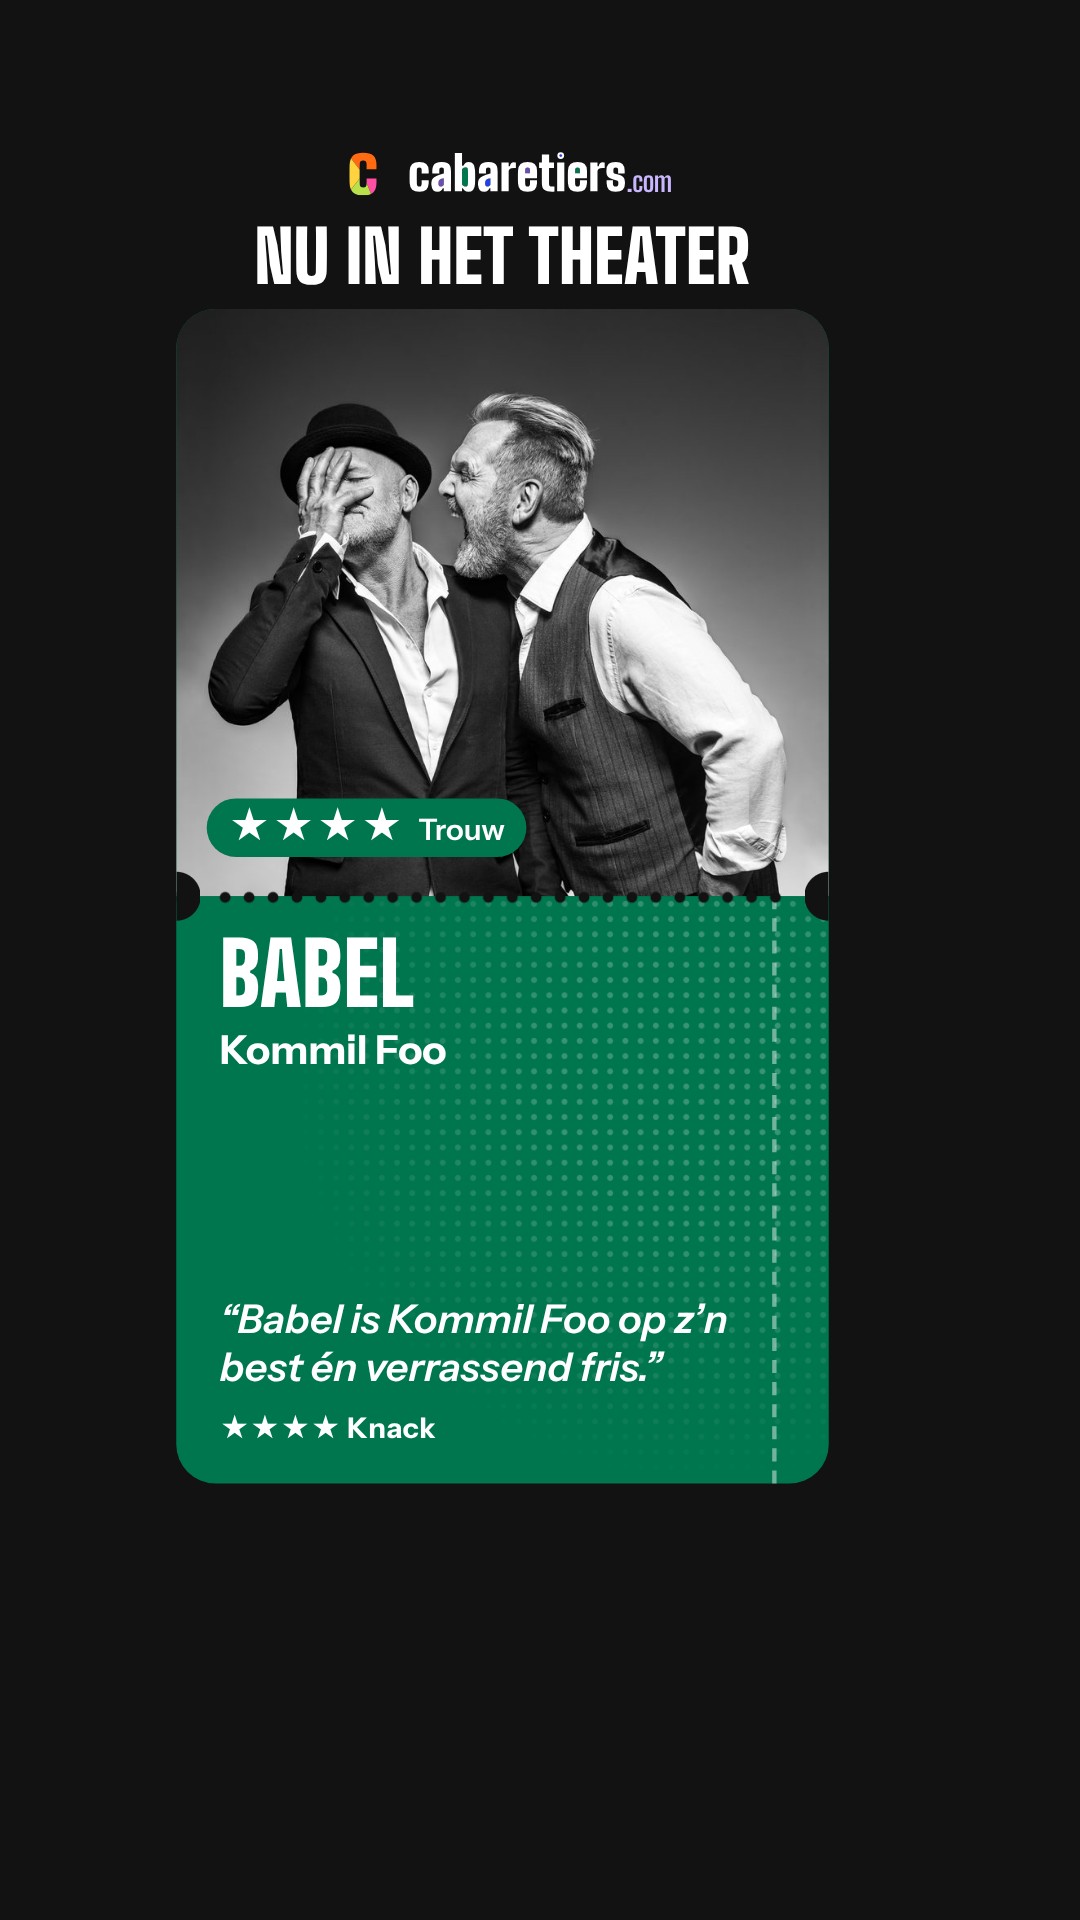 C cabaretiers.com
NU IN HET THEATER
★★★★ Trouw
BABEL
Kommil Foo
“Babel is Kommil Foo op z’n
best én verrassend fris.”
★★★★ Knack